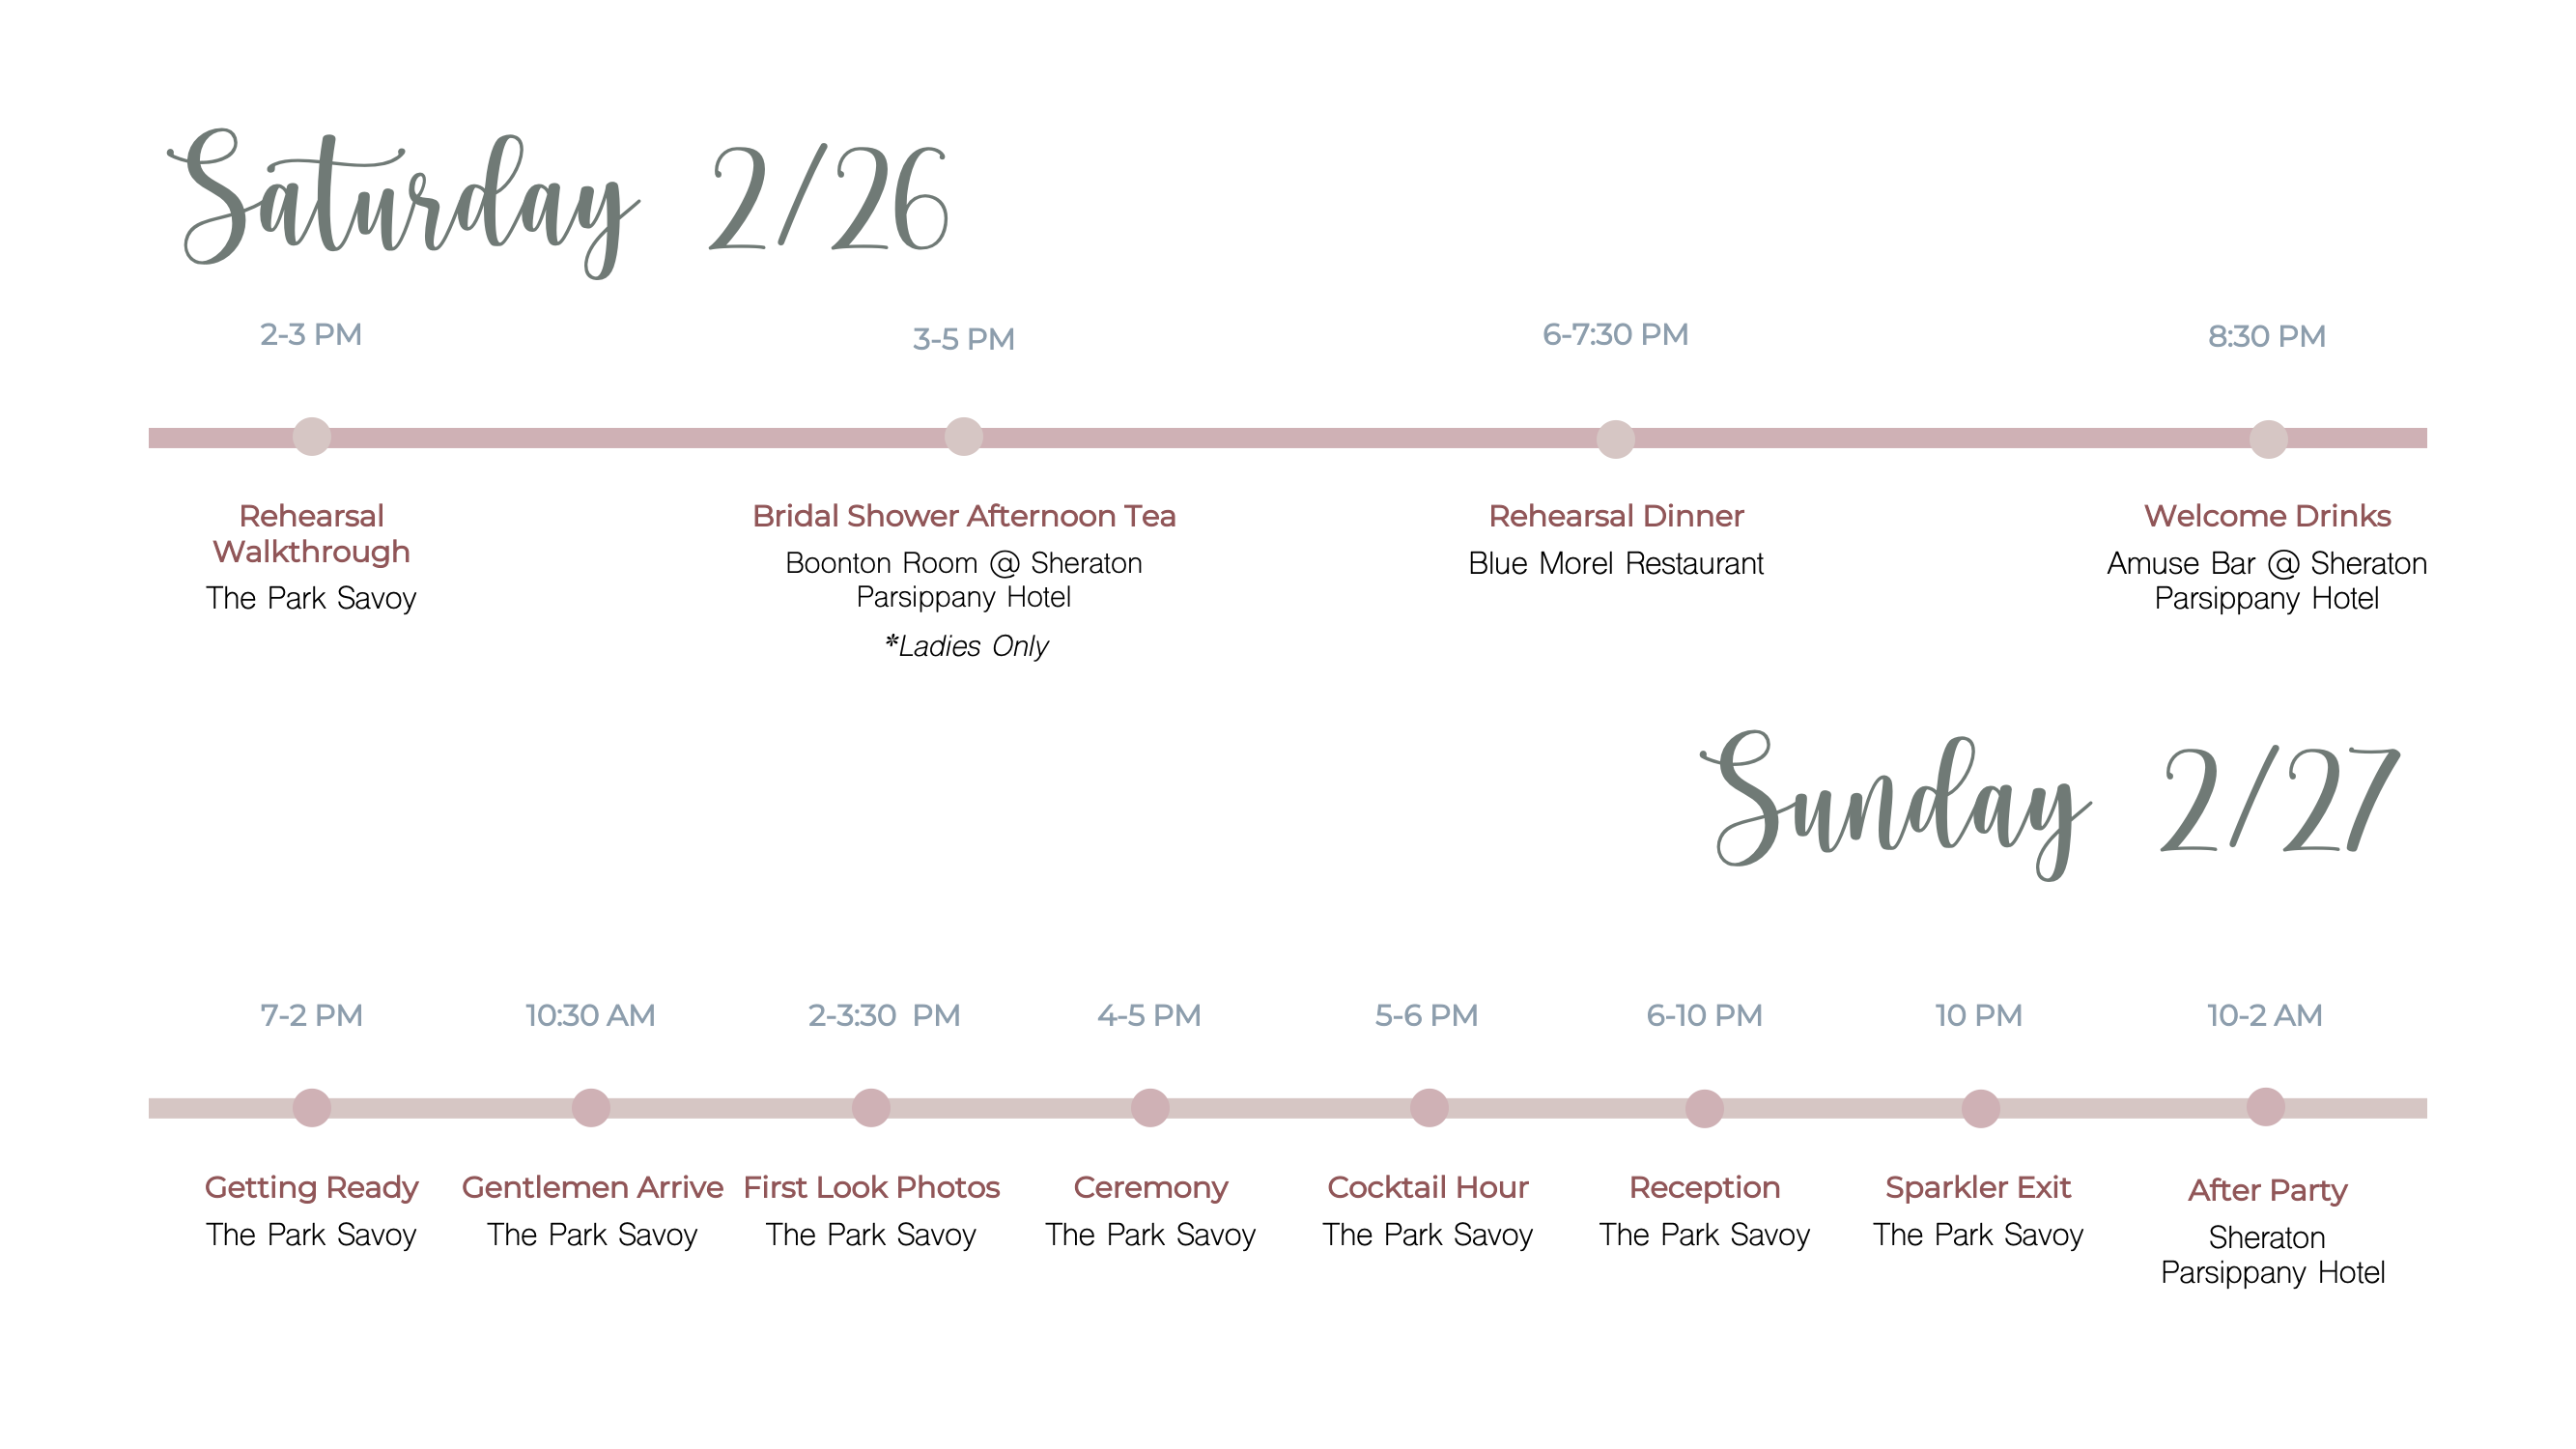 Saturday 2/26
2-3 PM
3-5 PM
6-7:30 PM
8:30 PM
Rehearsal
Walkthrough
The Park Savoy
Bridal Shower Afternoon Tea
Boonton Room @ Sheraton
Parsippany Hotel
*Ladies Only
Rehearsal Dinner
Blue Morel Restaurant
Welcome Drinks
Amuse Bar @ Sheraton
Parsippany Hotel
Sunday 2/27
7-2 PM
10:30 AM
2-3:30 PM
4-5 PM
5-6 PM
6-10 PM
10 PM
10-2 AM
Getting Ready
The Park Savoy
Gentlemen Arrive
The Park Savoy
First Look Photos
The Park Savoy
Ceremony
The Park Savoy
Cocktail Hour
The Park Savoy
Reception
The Park Savoy
Sparkler Exit
The Park Savoy
After Party
Sheraton
Parsippany Hotel